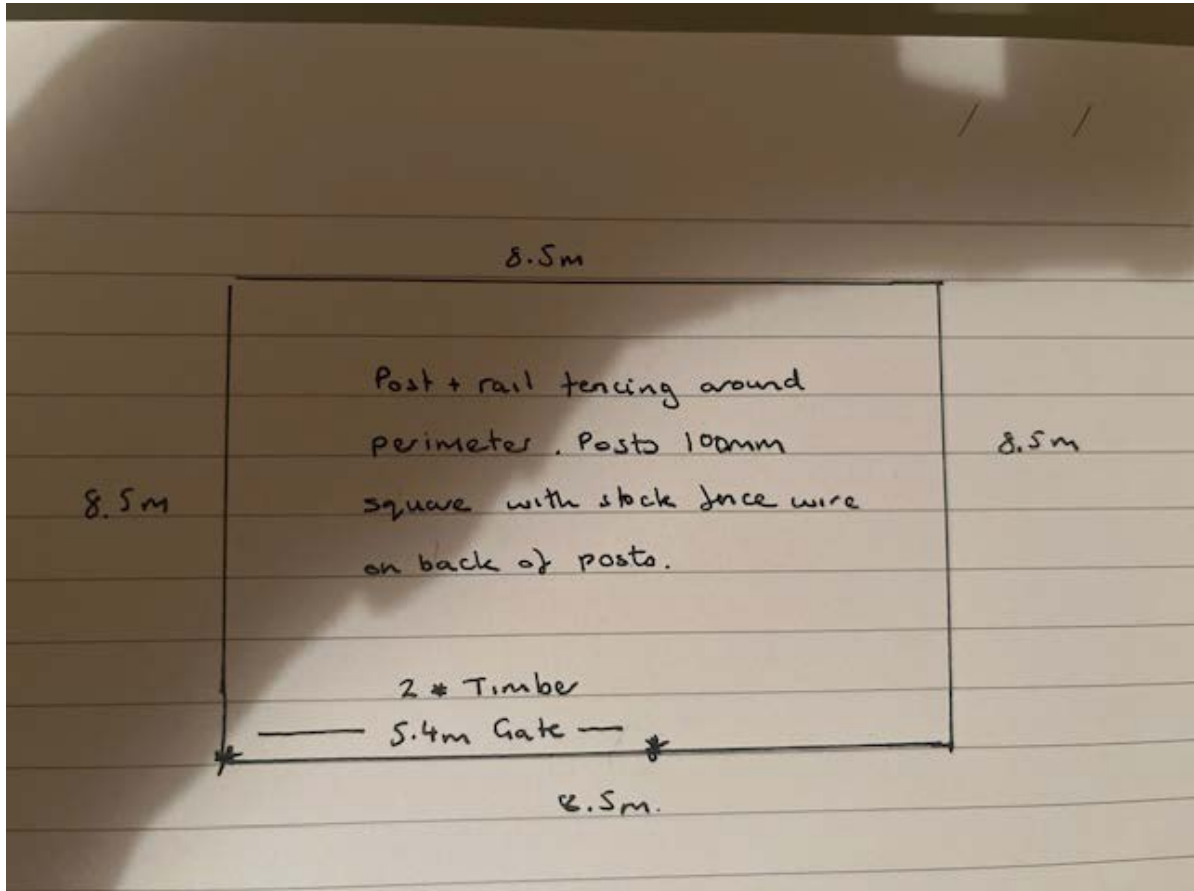 8.5m
Post + rail fencing around
perimeter. Posts 100mm
8.5m
square with stock fence wire
8.5m
on back of posts.
2 * Timber
5.4m Gate
8.5m.